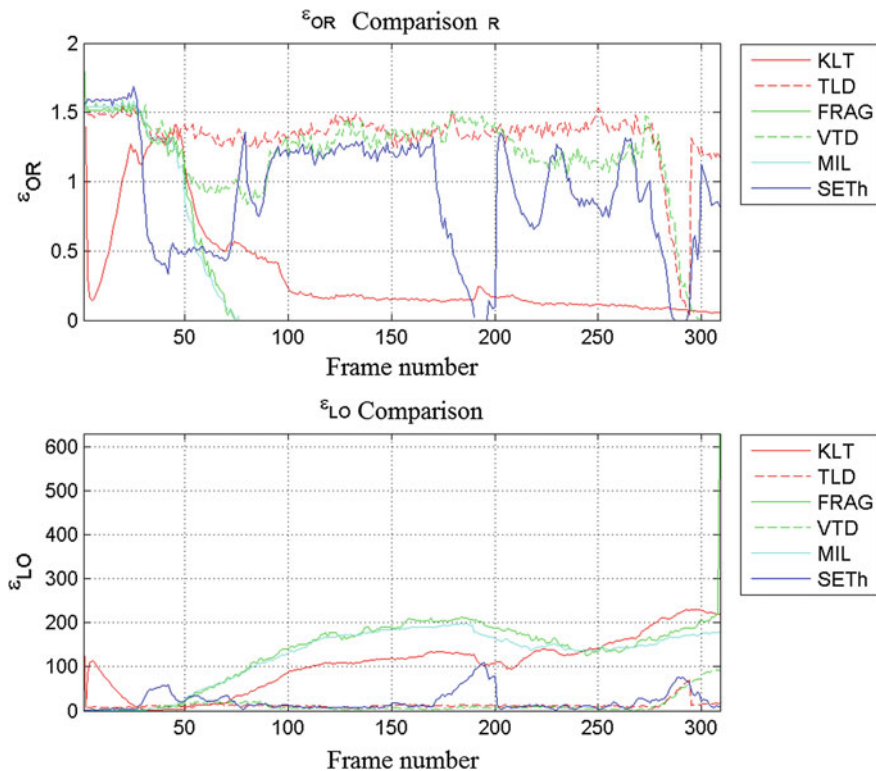 εOR Comparison R
2
1.5
1
0.5
0
εOR
50 100 150 200 250 300
Frame number
KLT
TLD
FRAG
VTD
MIL
SETh
εLO Comparison
600
500
400
300
200
100
0
εLO
50 100 150 200 250 300
Frame number
KLT
TLD
FRAG
VTD
MIL
SETh